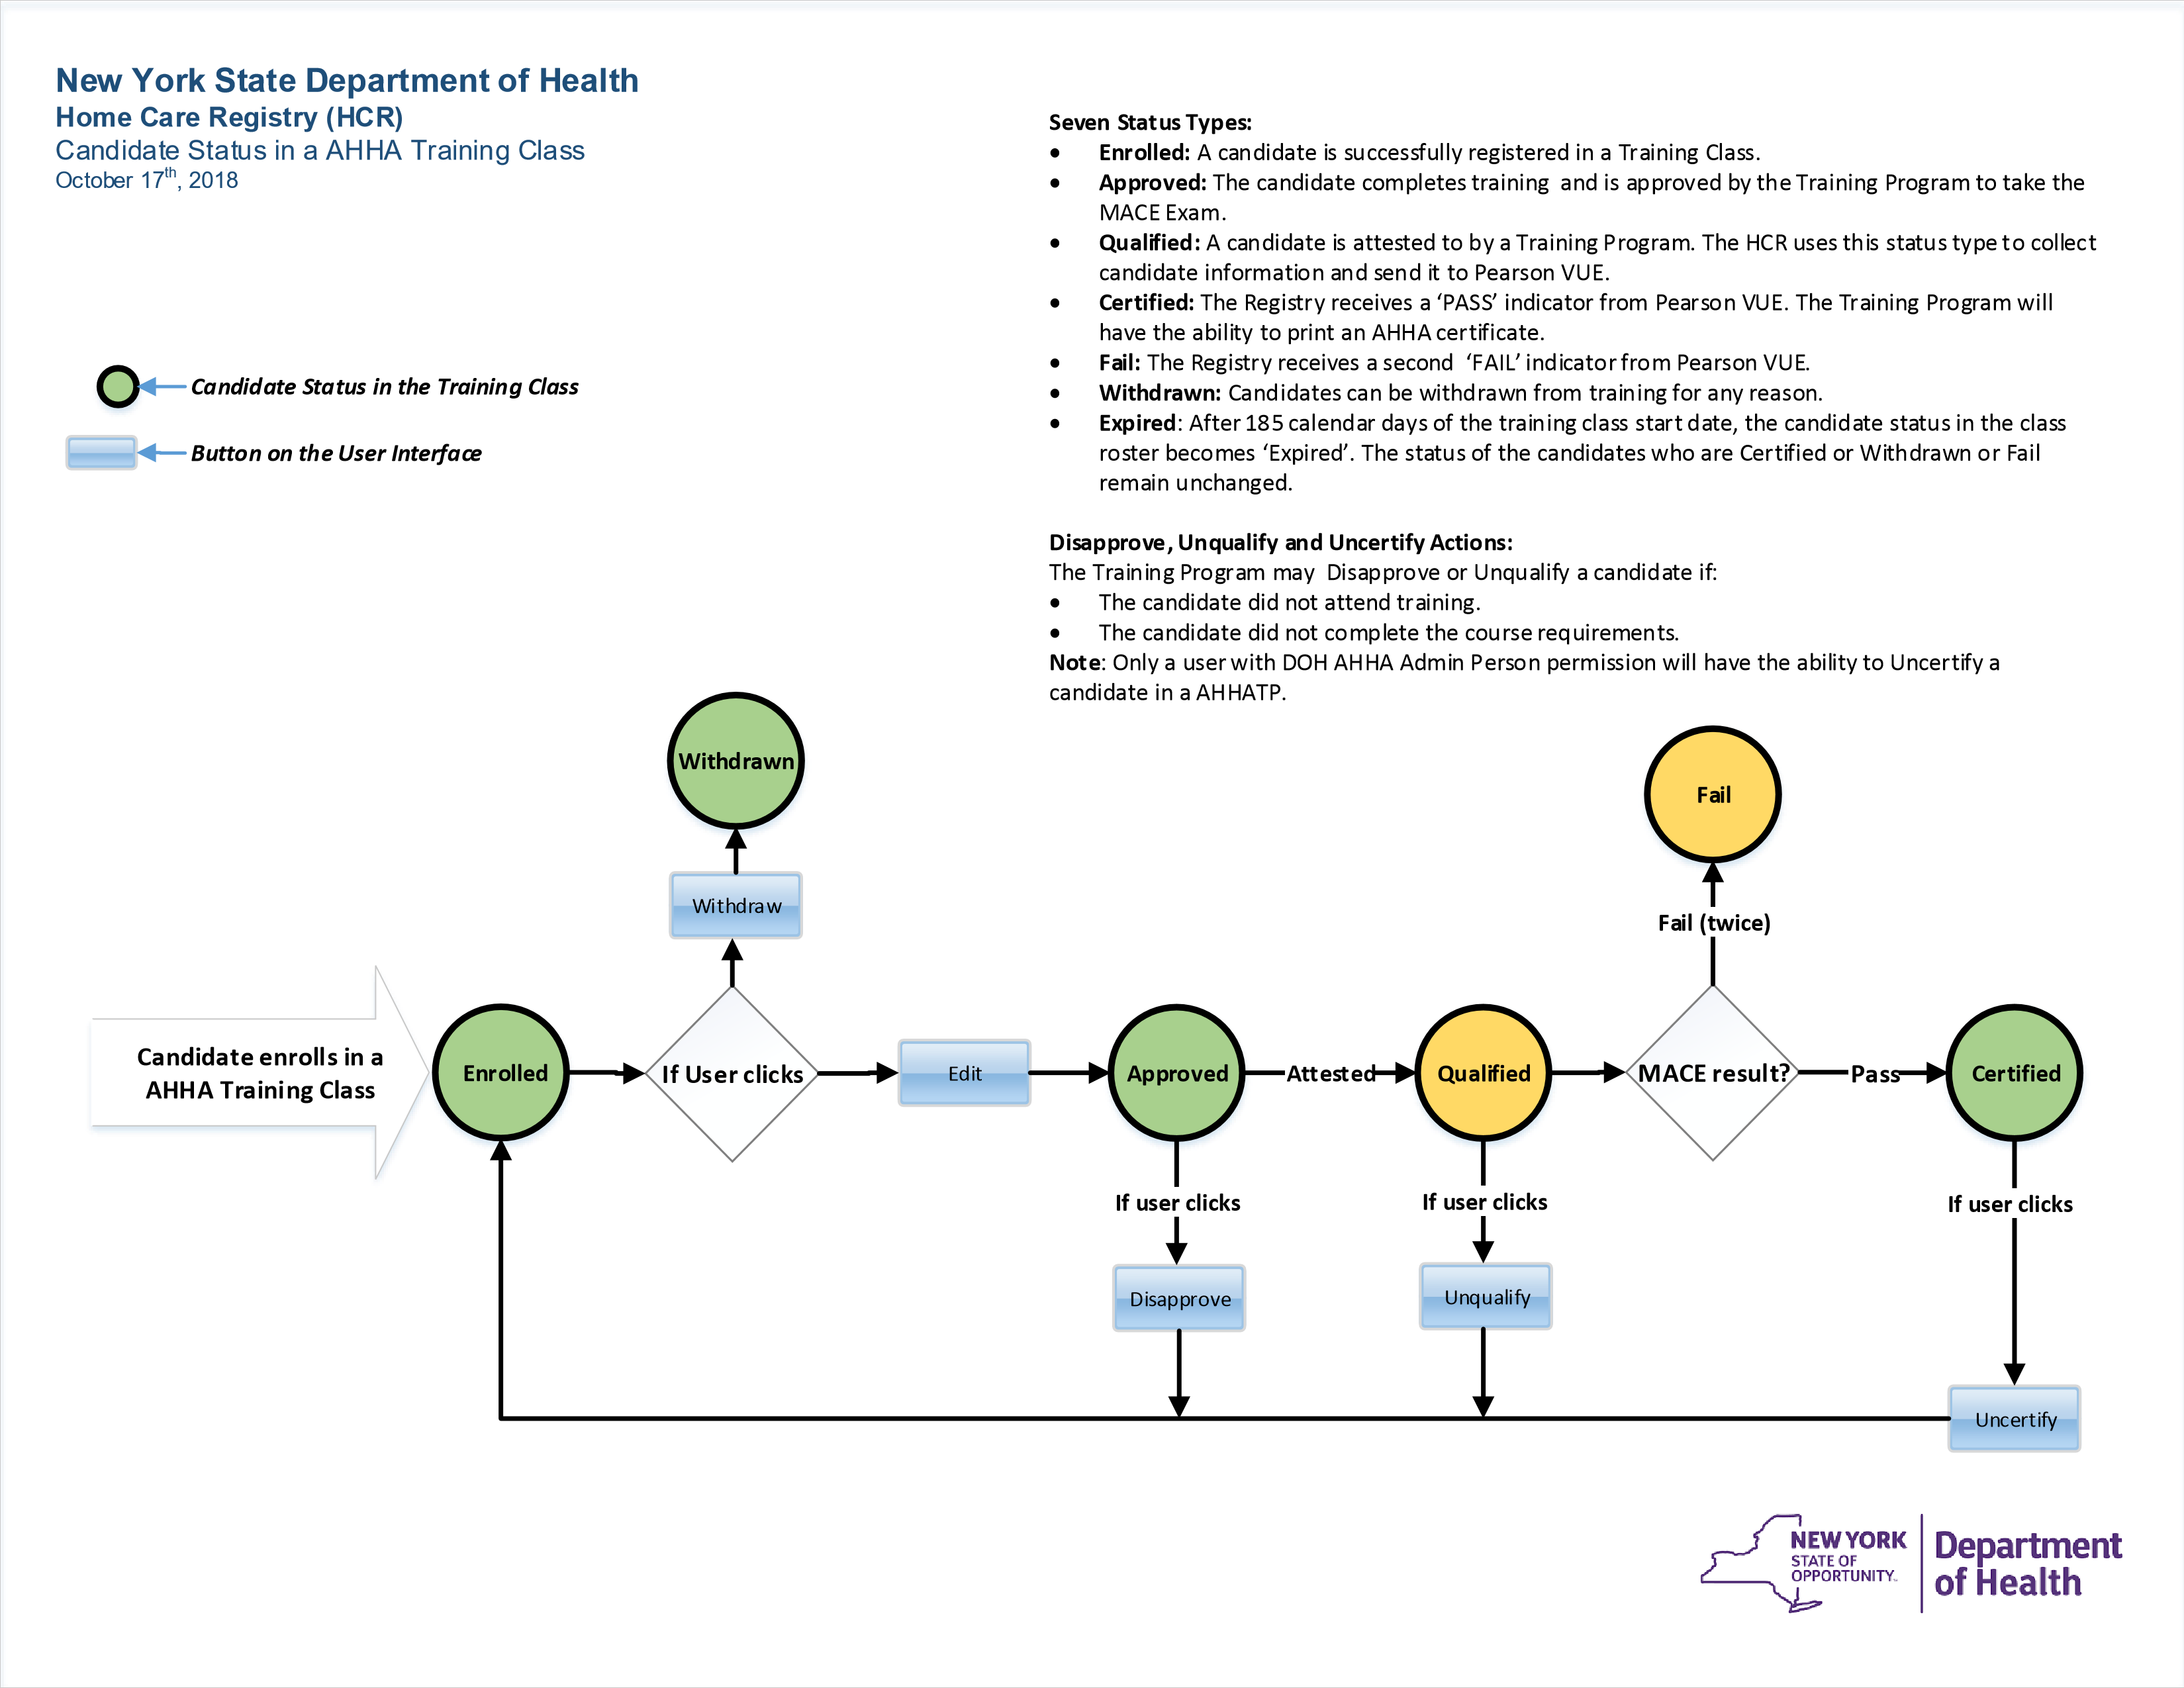 New York State Department of Health
Home Care Registry (HCR)
Candidate Status in a AHHA Training Class
October 17th, 2018
Candidate Status in the Training Class
Button on the User Interface
Seven Status Types:
• Enrolled: A candidate is successfully registered in a Training Class.
• Approved: The candidate completes training and is approved by the Training Program to take the
MACE Exam.
• Qualified: A candidate is attested to by a Training Program. The HCR uses this status type to collect
candidate information and send it to Pearson VUE.
• Certified: The Registry receives a ‘PASS’ indicator from Pearson VUE. The Training Program will
have the ability to print an AHHA certificate.
• Fail: The Registry receives a second ‘FAIL’ indicator from Pearson VUE.
• Withdrawn: Candidates can be withdrawn from training for any reason.
• Expired: After 185 calendar days of the training class start date, the candidate status in the class
roster becomes ‘Expired’. The status of the candidates who are Certified or Withdrawn or Fail
remain unchanged.
Disapprove, Unqualify and Uncertify Actions:
The Training Program may Disapprove or Unqualify a candidate if:
• The candidate did not attend training.
• The candidate did not complete the course requirements.
Note: Only a user with DOH AHHA Admin Person permission will have the ability to Uncertify a
candidate in a AHHATP.
Withdrawn
Fail
Withdraw
Fail (twice)
Candidate enrolls in a
AHHA Training Class
Enrolled
If User clicks
Edit
Approved
Attested
Qualified
MACE result?
Pass
Certified
If user clicks
If user clicks
If user clicks
Disapprove
Unqualify
Uncertify
NEW YORK
STATE OF
OPPORTUNITY™
Department
of Health